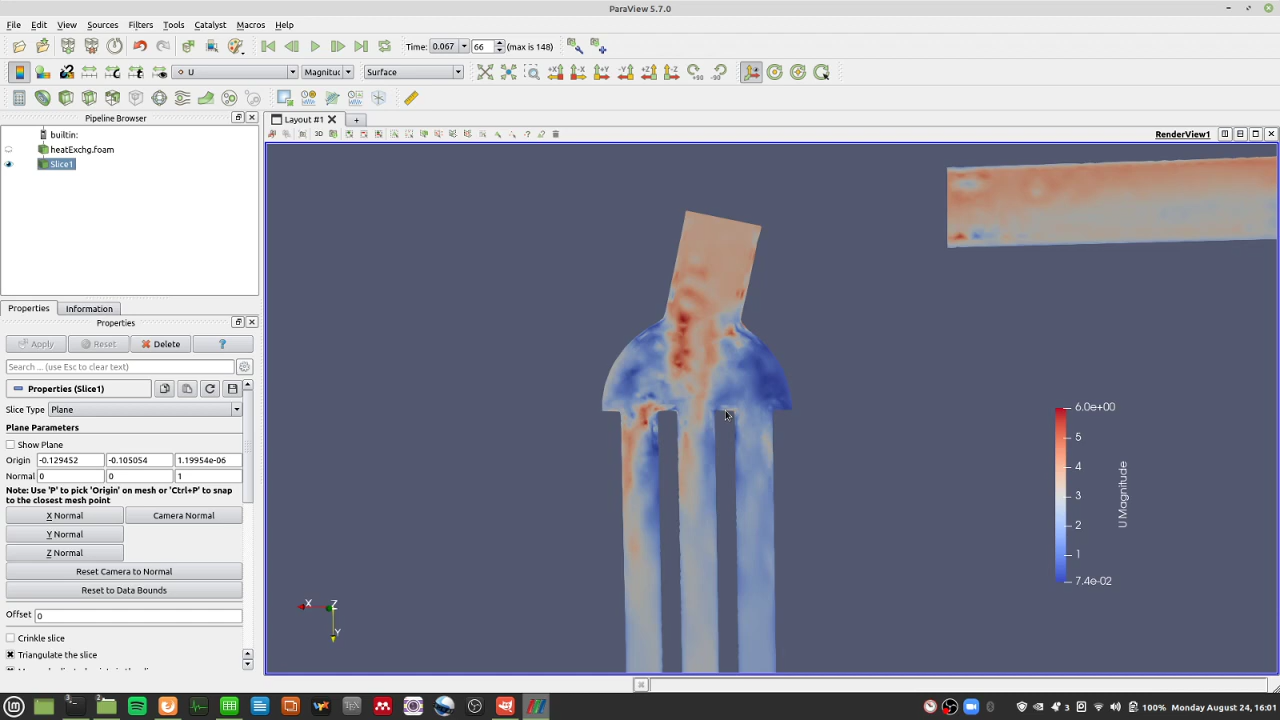 ParaView 5.7.0
File Edit View Sources Filters Tools Catalyst Macros Help
Time: 0.067 66 (max is 148)
U Magnituc Surface
+X -X +Y -Y +Z -Z +90 -90
Pipeline Browser
Layout #1
3D
RenderView1
builtin:
heatExchg.foam
Slice1
Properties Information
Properties
Apply Reset Delete ?
Search ... (use Esc to clear text)
Properties (Slice1)
Slice Type Plane
Plane Parameters
Show Plane
Origin -0.129452 -0.105054 1.19954e-06
Normal 0 0 1
Note: Use 'P' to pick 'Origin' on mesh or 'Ctrl+P' to snap
to the closest mesh point
X Normal Camera Normal
Y Normal
Z Normal
Reset Camera to Normal
Reset to Data Bounds
Offset 0
Crinkle slice
Triangulate the slice
X Z
Y
6.0e+00
5
4
3
2
1
7.4e-02
U Magnitude
TEX 3 100% Monday August 24, 16:01